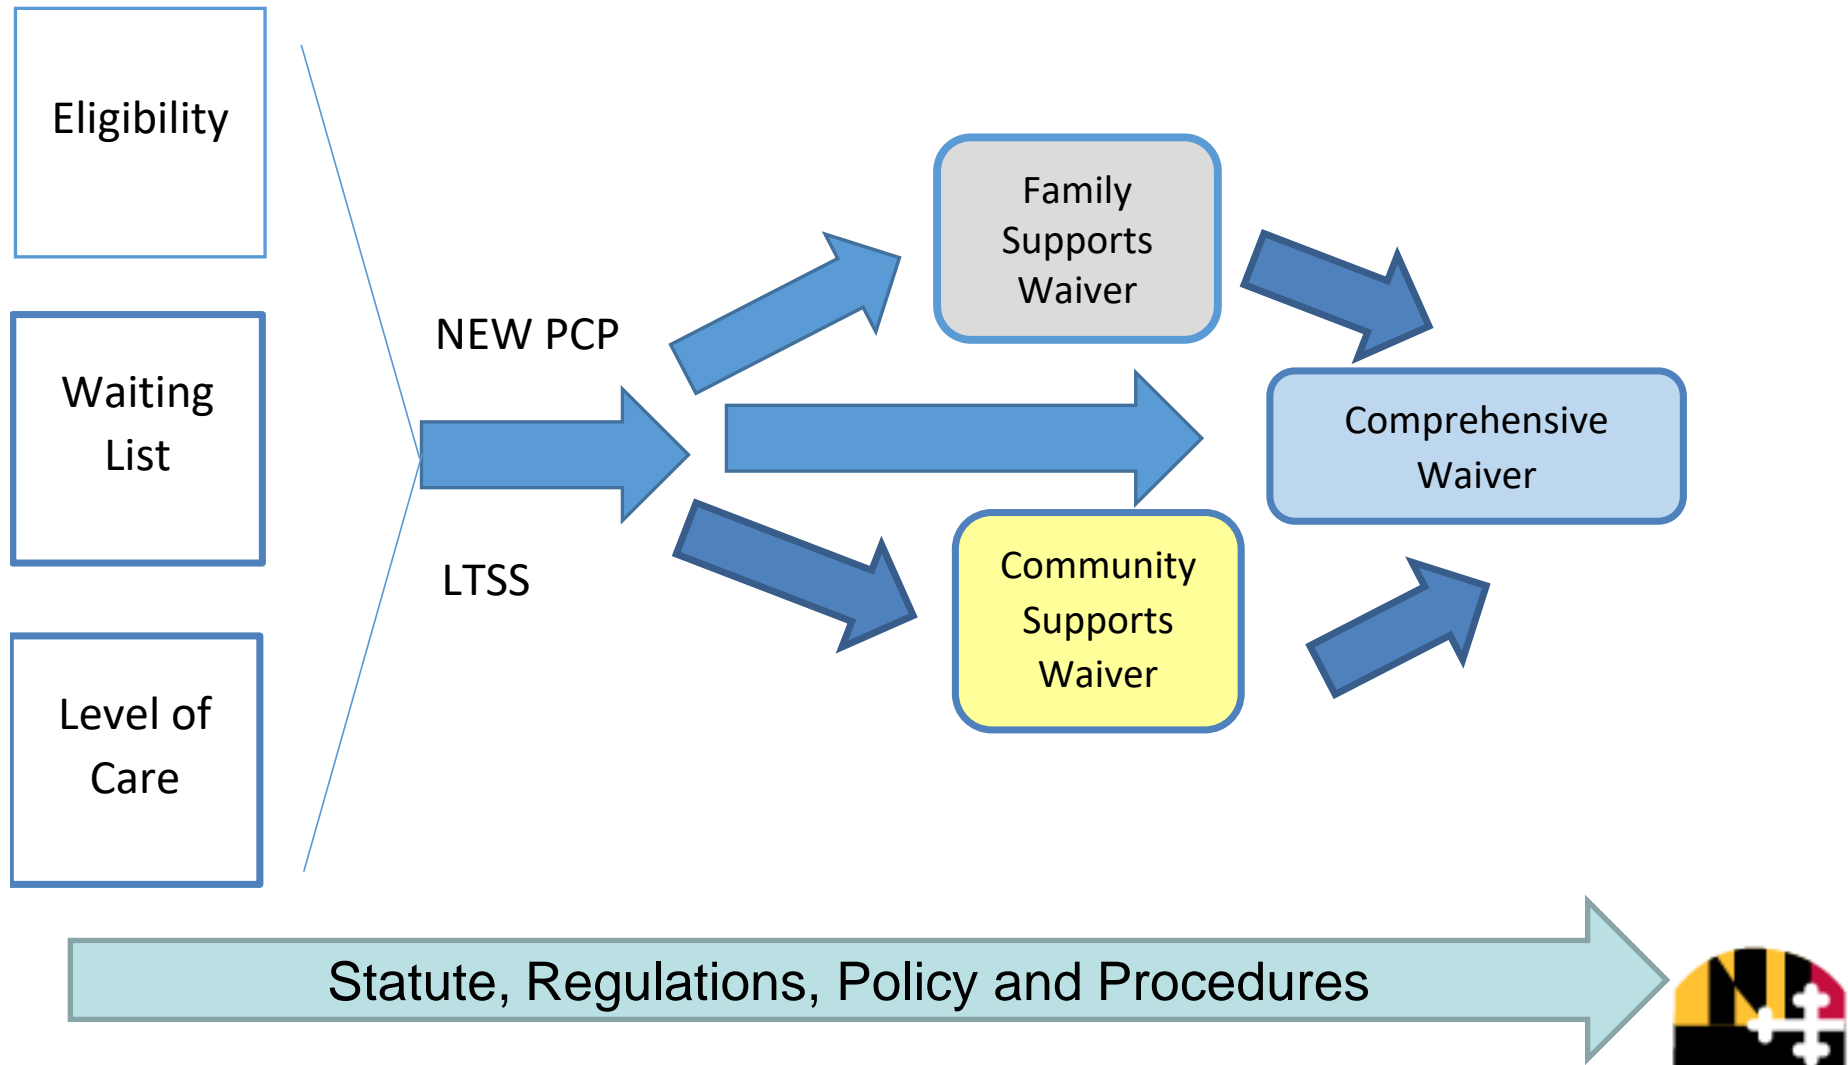 Eligibility
Waiting
List
Level of
Care
NEW PCP
LTSS
Family
Supports
Waiver
Community
Supports
Waiver
Comprehensive
Waiver
Statute, Regulations, Policy and Procedures